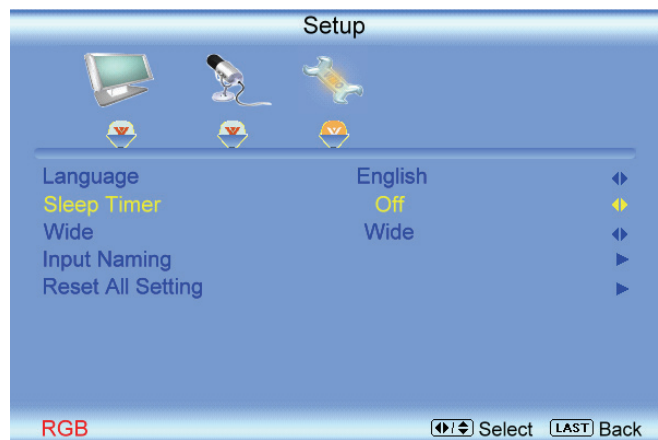 Setup
Language English
Sleep Timer Off
Wide Wide
Input Naming
Reset All Setting
RGB Select LAST Back